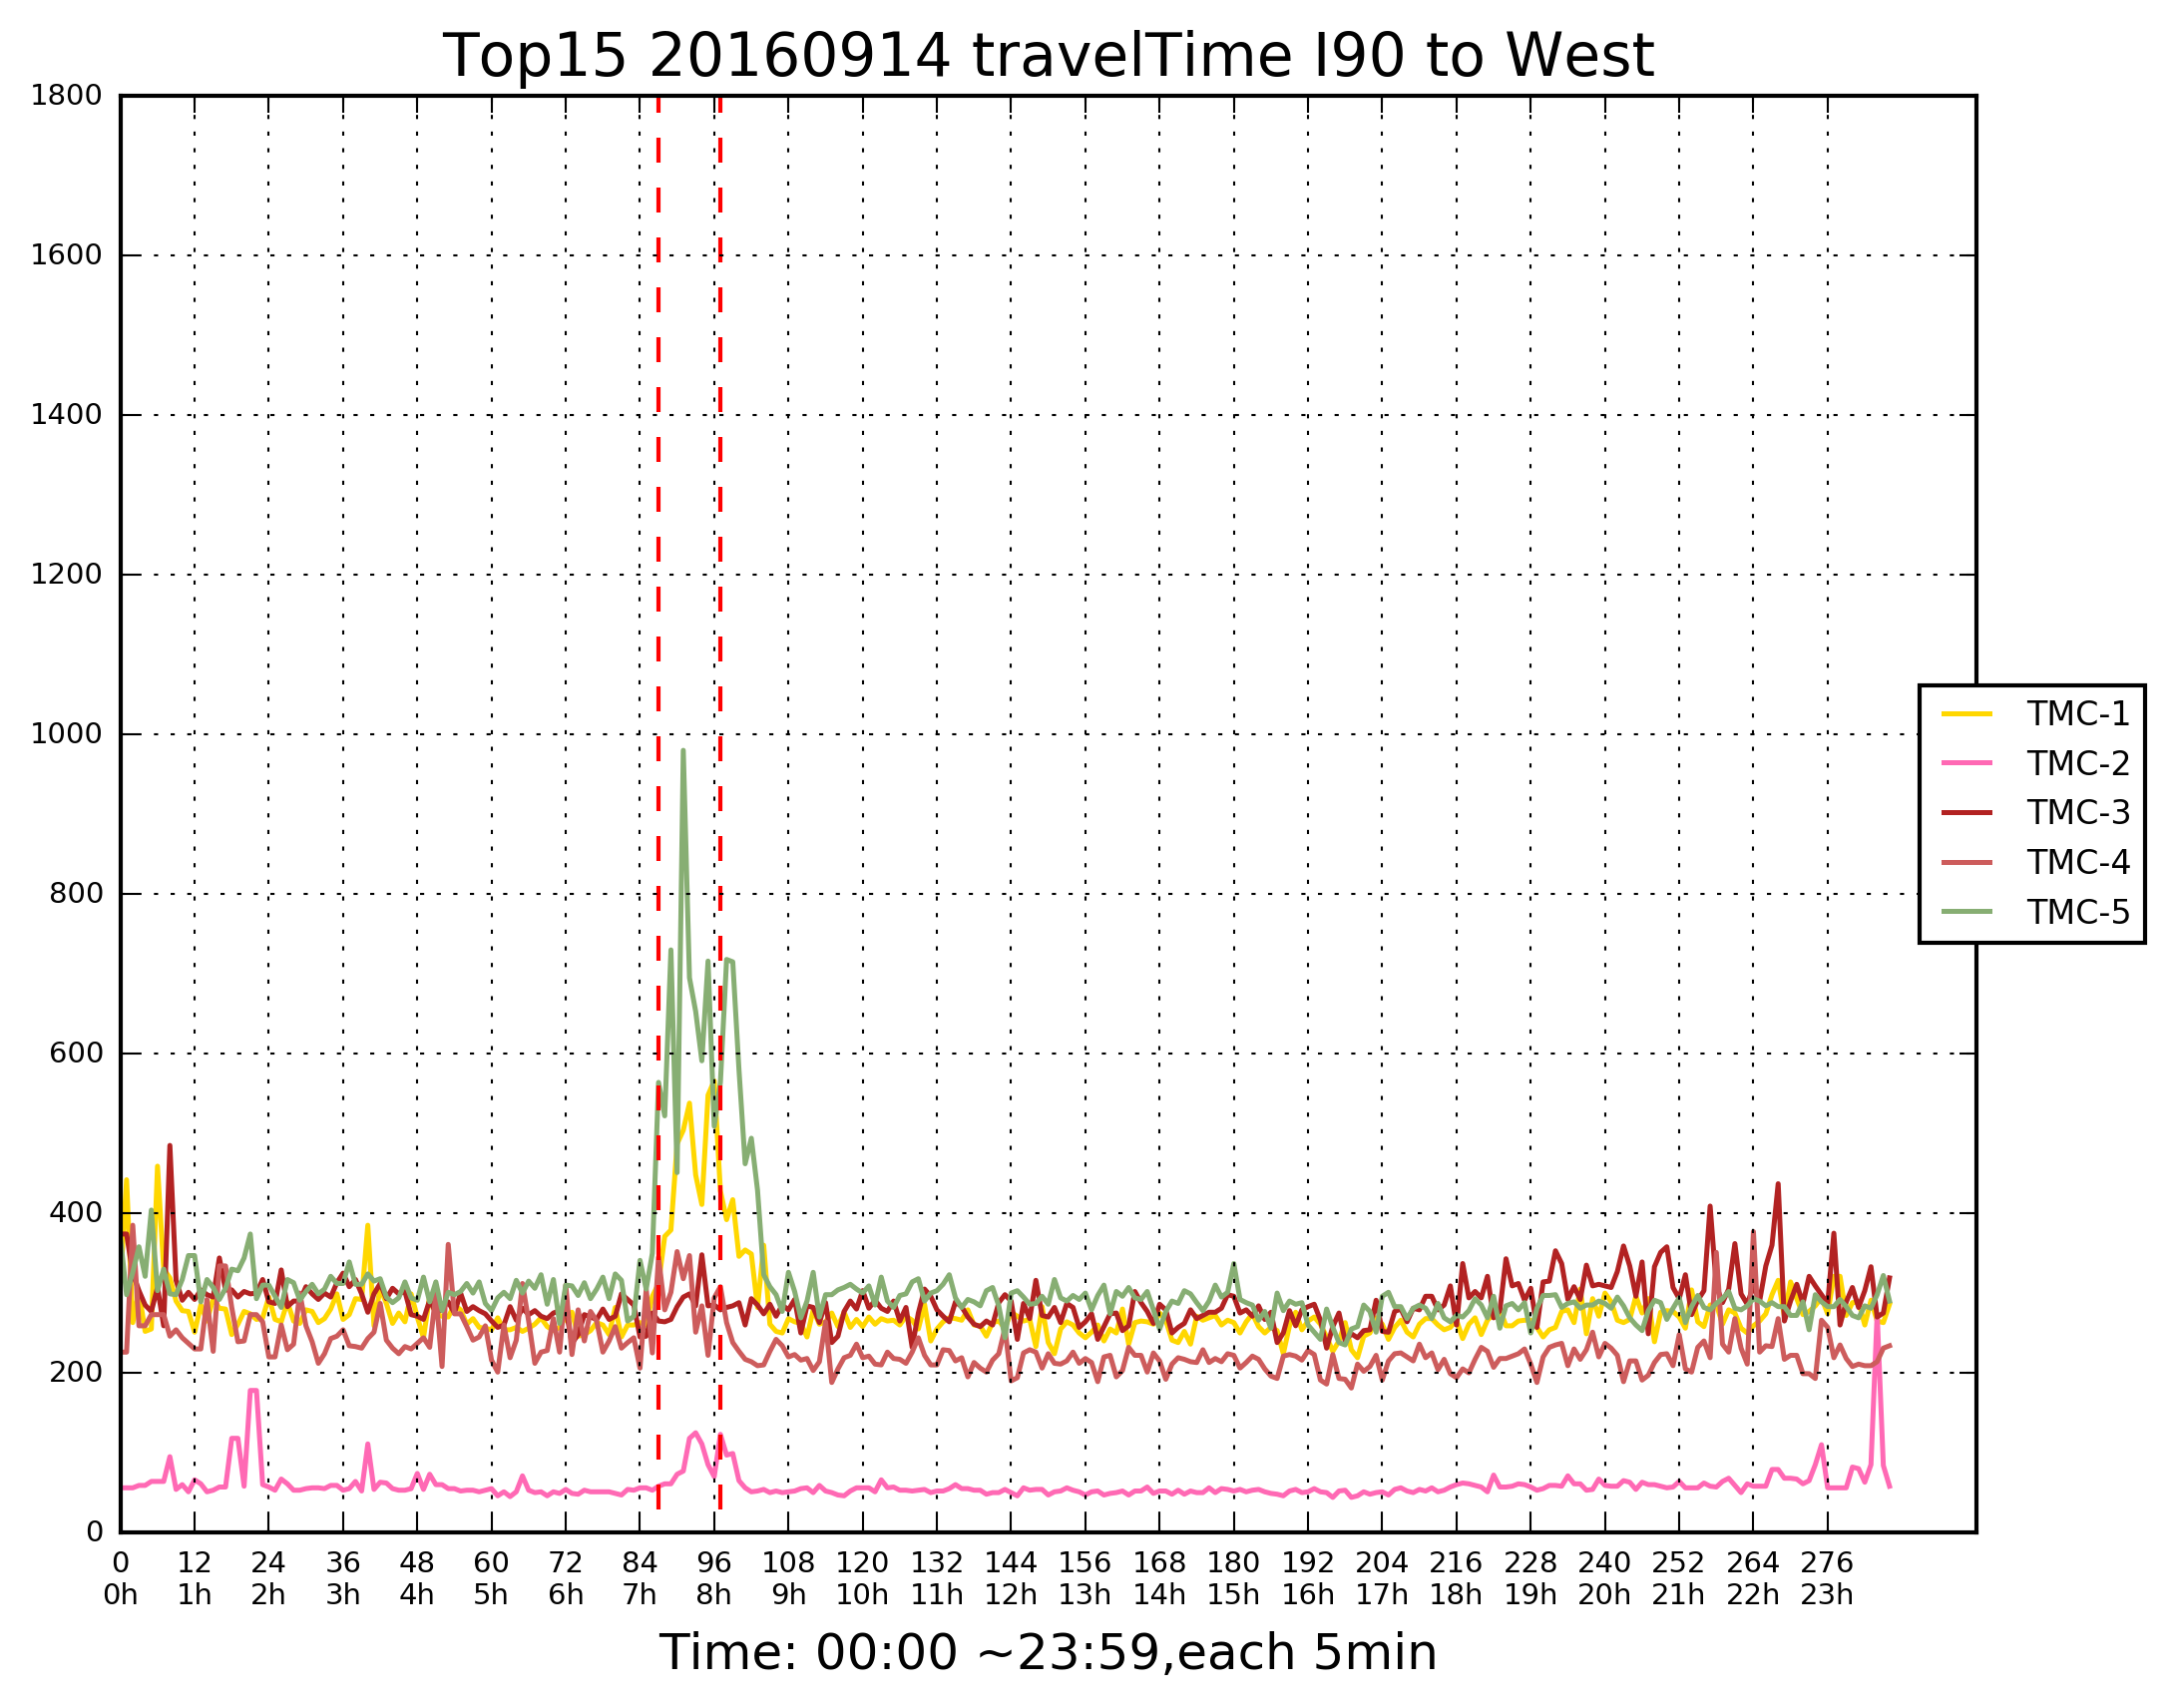 Top15 20160914 travelTime I90 to West
1800
1600
1400
1200
1000
800
600
400
200
0
TMC-1
TMC-2
TMC-3
TMC-4
TMC-5
0 12 24 36 48 60 72 84 96 108 120 132 144 156 168 180 192 204 216 228 240 252 264 276
0h 1h 2h 3h 4h 5h 6h 7h 8h 9h 10h 11h 12h 13h 14h 15h 16h 17h 18h 19h 20h 21h 22h 23h
Time: 00:00 ~23:59,each 5min